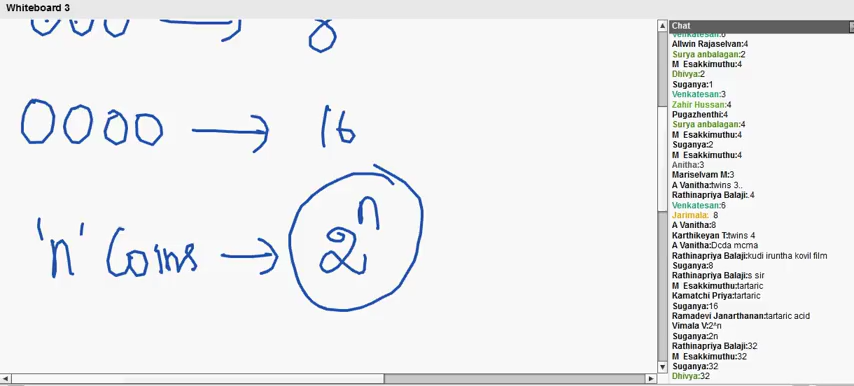 Whiteboard 3
000 → 8
0000 → 16
'n' Coins → 2^n
Chat
Venkatesan:6
Allwin Rajaselvan:4
Surya anbalagan:2
M Esakkimuthu:4
Dhivya:2
Suganya:1
Venkatesan:3
Zahir Hussan:4
Pugazhenthi:4
Surya anbalagan:4
M Esakkimuthu:4
Suganya:2
M Esakkimuthu:4
Anitha:3
Mariselvam M:3
A Vanitha:twins 3..
Rathinapriya Balaji:.4
Venkatesan:6
Jarimala: 8
A Vanitha:8
Karthikeyan T:twins 4
A Vanitha:Dcda mcma
Rathinapriya Balaji:kudi iruntha kovil film
Suganya:8
Rathinapriya Balaji:s sir
M Esakkimuthu:tartaric
Kamatchi Priya:tartaric
Suganya:16
Ramadevi Janarthanan:tartaric acid
Vimala V:2^n
Suganya:2n
Rathinapriya Balaji:32
M Esakkimuthu:32
Suganya:32
Dhivya:32